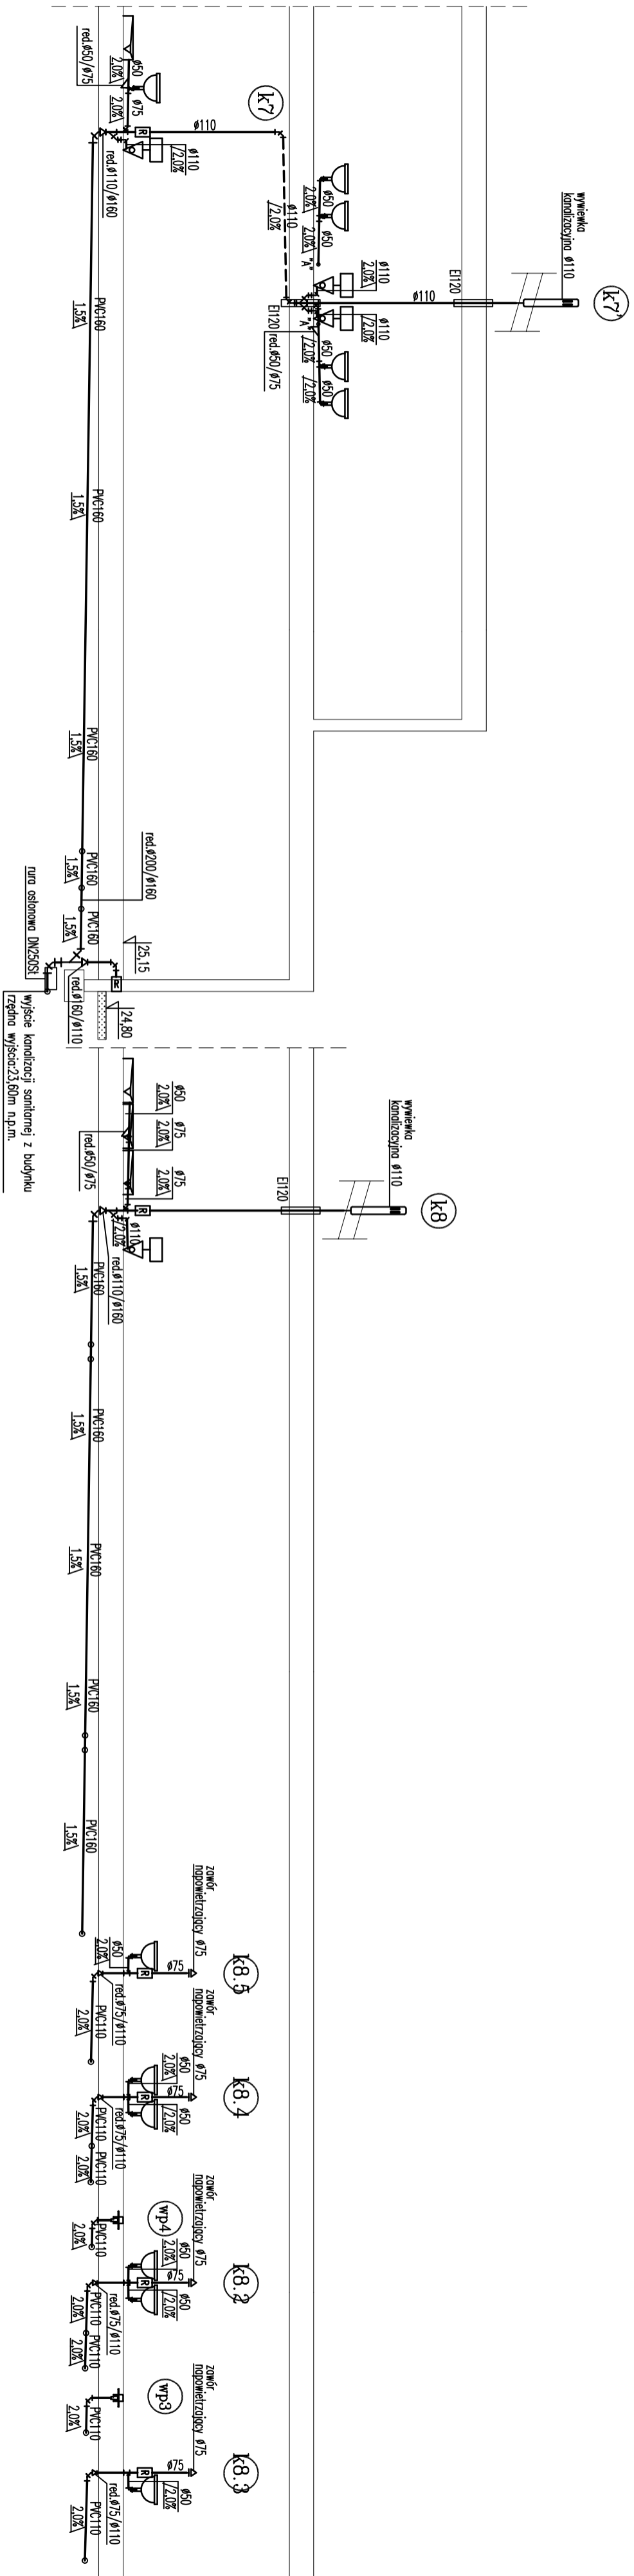 wywiewka
kanalizacyjna ø110
k7'
EI120
ø110
k7
ø110
ø50
2,0%
ø50
2,0%
"A"
ø110
2,0%
ø110
2,0%
EI120
"A"
ø110
2,0%
ø50
2,0%
ø50
2,0%
red.ø50/ø75
red.ø50/ø75
ø50
2,0%
ø75
2,0%
R
ø110
2,0%
red.ø110/ø160
PVC160
1,5%
PVC160
1,5%
PVC160
1,5%
red.ø200/ø160
PVC160
1,5%
PVC160
1,5%
25,15
R
24,80
red.ø160/ø110
rura osłonowa DN250St
wyjście kanalizacji sanitarnej z budynku
rzędna wyjścia:23,60m n.p.m.
wywiewka
kanalizacyjna ø110
k8
EI120
ø50
2,0%
ø75
2,0%
ø75
2,0%
red.ø50/ø75
R
ø110
2,0%
red.ø110/ø160
PVC160
1,5%
PVC160
1,5%
PVC160
1,5%
PVC160
1,5%
PVC160
1,5%
zawór
napowietrzający ø75
k8.5
ø75
R
ø50
2,0%
red.ø75/ø110
PVC110
2,0%
zawór
napowietrzający ø75
k8.4
ø50
2,0%
ø75
R
ø50
2,0%
red.ø75/ø110
PVC110
2,0%
PVC110
2,0%
wp4
PVC110
2,0%
zawór
napowietrzający ø75
k8.2
ø50
2,0%
ø75
R
ø50
2,0%
red.ø75/ø110
PVC110
2,0%
PVC110
2,0%
wp3
PVC110
2,0%
zawór
napowietrzający ø75
k8.3
ø75
R
ø50
2,0%
red.ø75/ø110
PVC110
2,0%